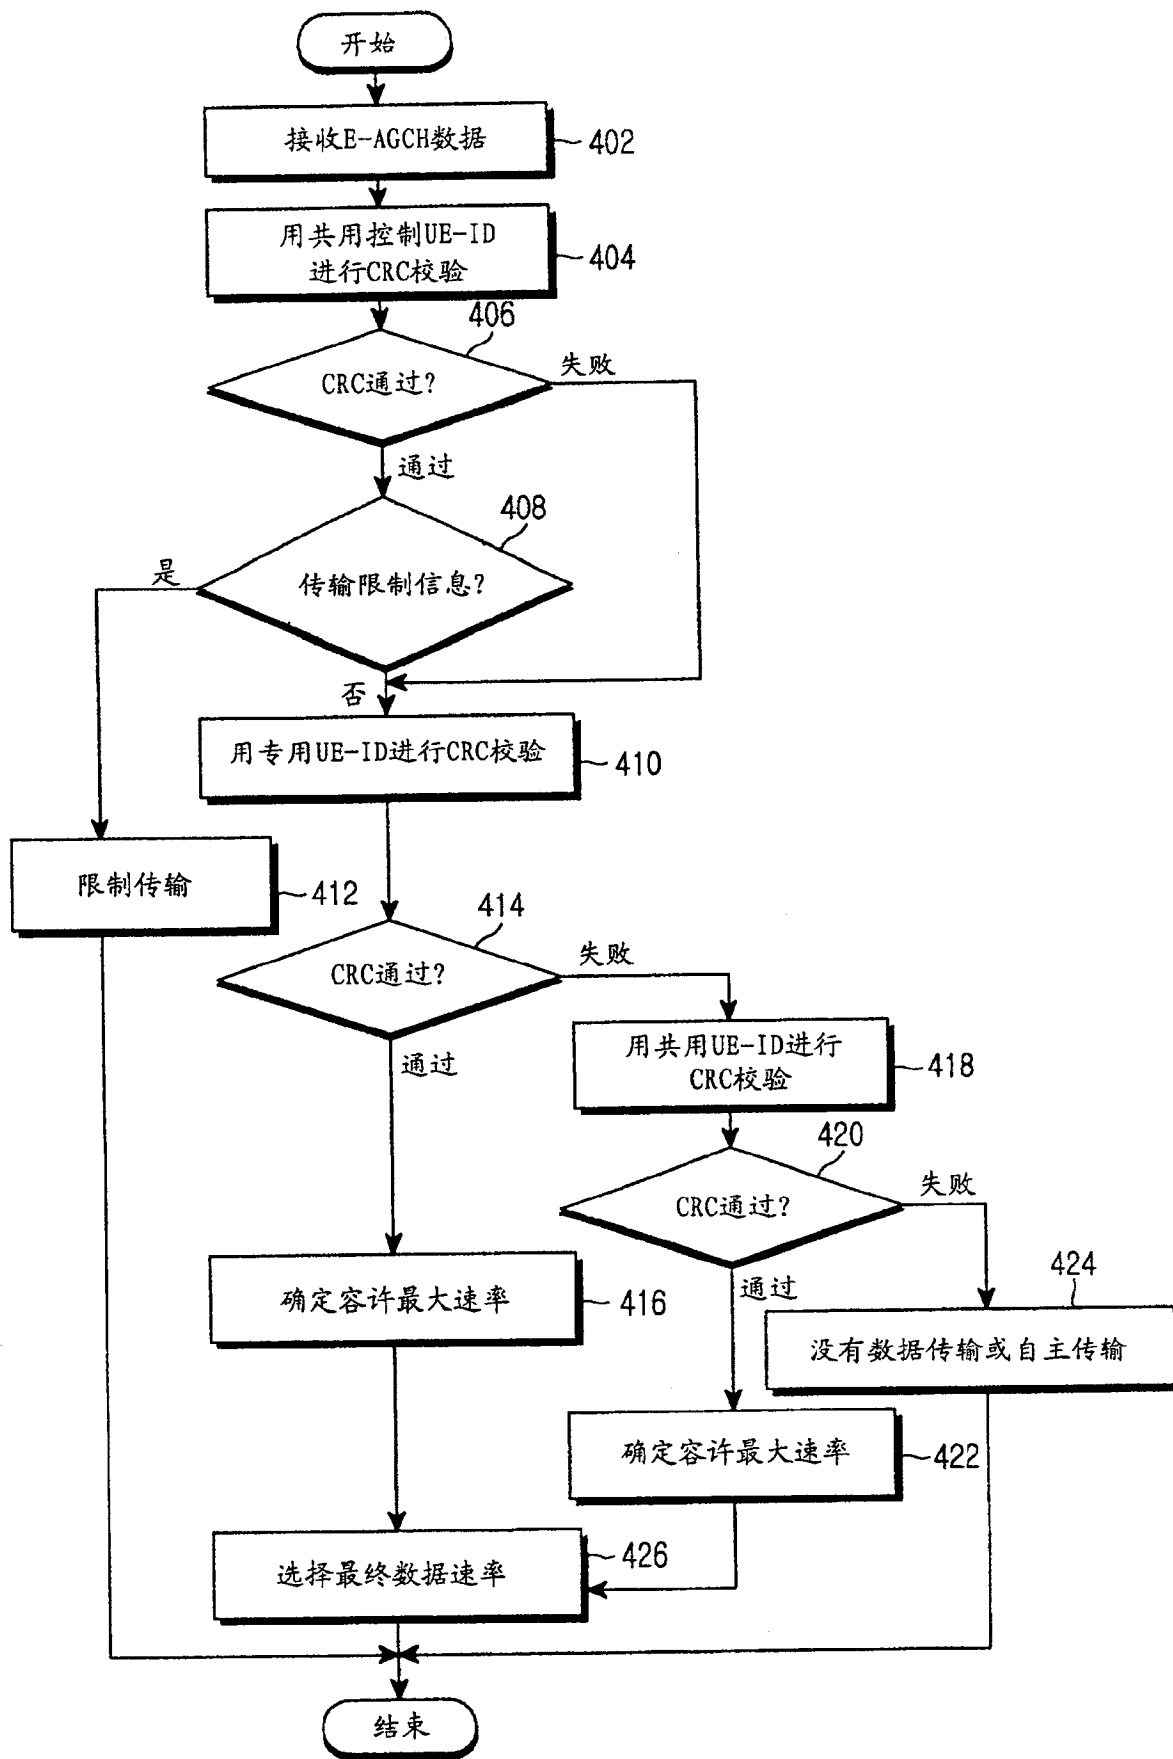 开始
接收E-AGCH数据
402
用共用控制UE-ID
进行CRC校验
404
406
CRC通过?
失败
通过
408
传输限制信息?
是
否
用专用UE-ID进行CRC校验
410
限制传输
412
414
CRC通过?
失败
通过
用共用UE-ID进行
CRC校验
418
420
CRC通过?
失败
通过
424
没有数据传输或自主传输
确定容许最大速率
416
确定容许最大速率
422
选择最终数据速率
426
结束